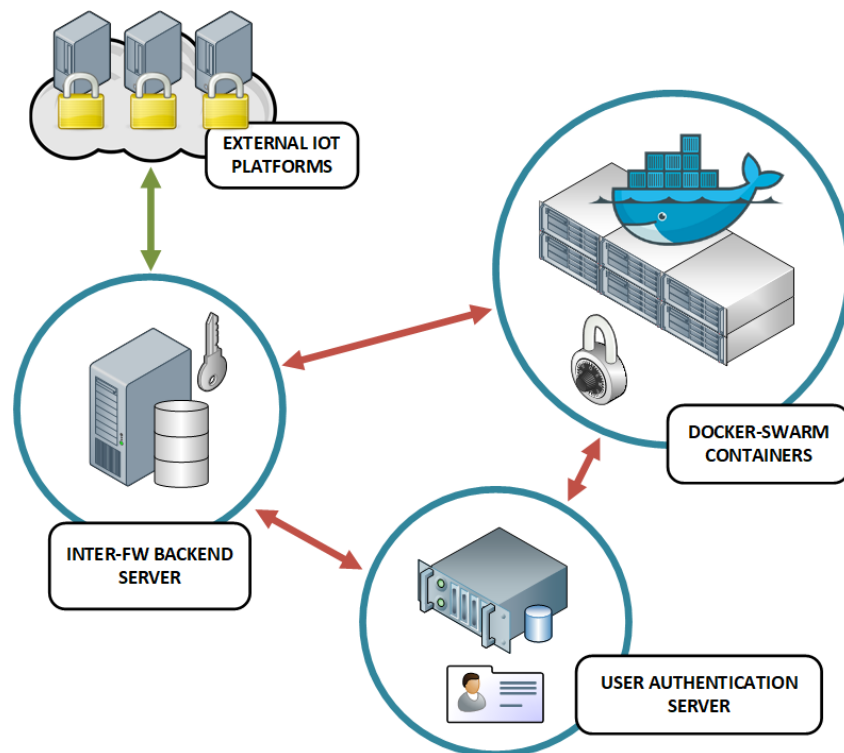 EXTERNAL IOT
PLATFORMS
DOCKER-SWARM
CONTAINERS
INTER-FW BACKEND
SERVER
USER AUTHENTICATION
SERVER